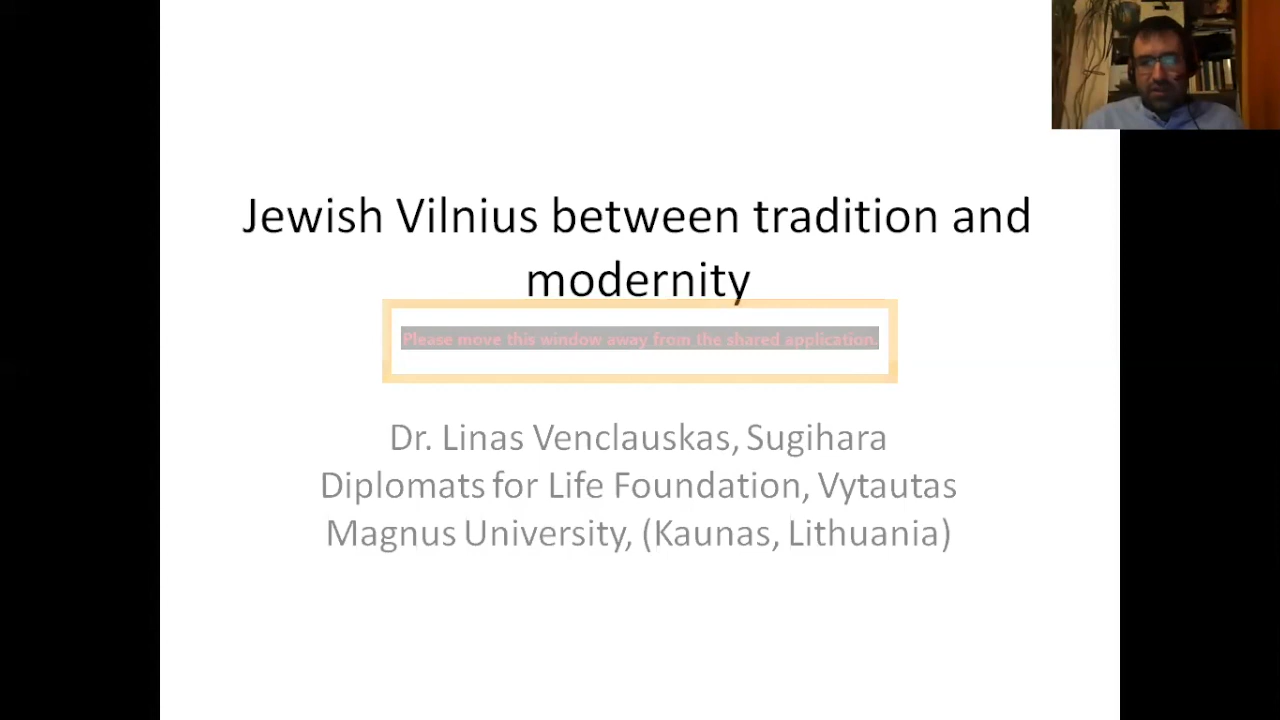 Jewish Vilnius between tradition and
modernity
Please move this window away from the shared application.
Dr. Linas Venclauskas, Sugihara
Diplomats for Life Foundation, Vytautas
Magnus University, (Kaunas, Lithuania)